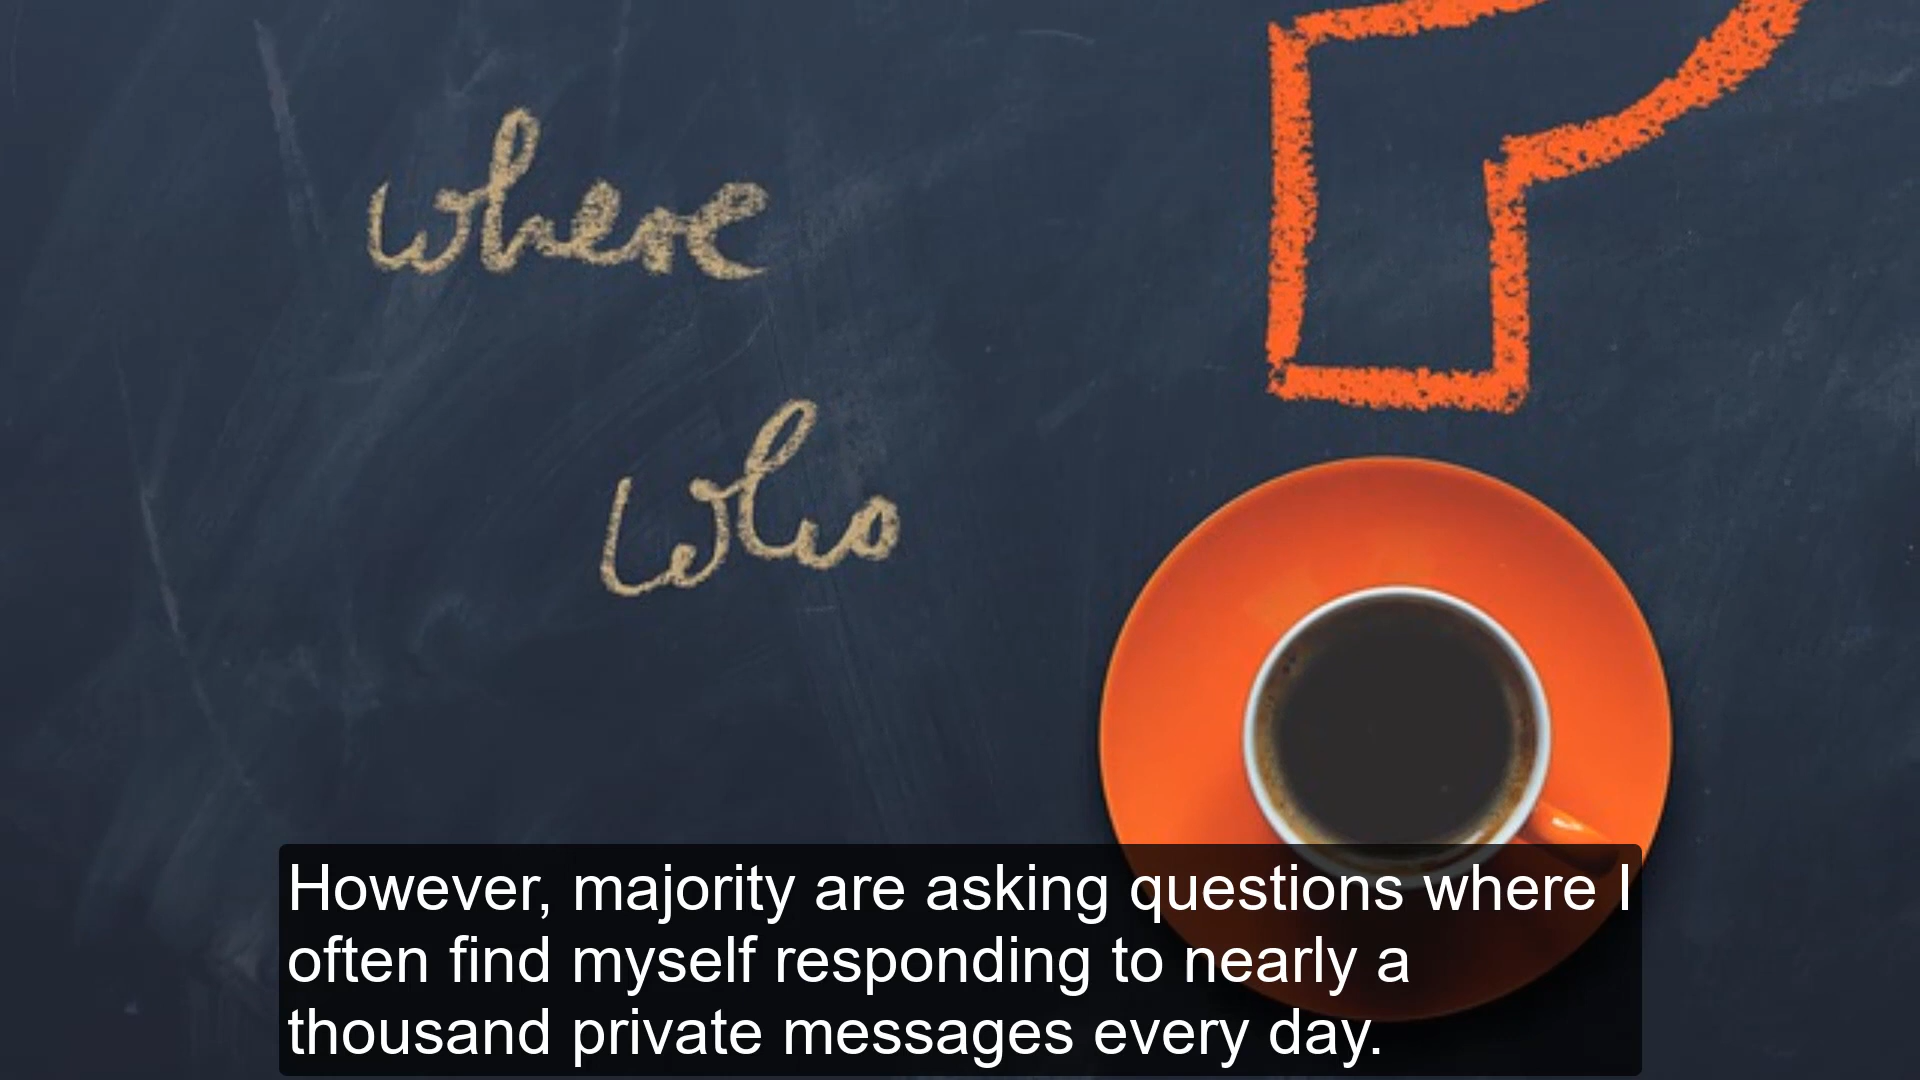 where
who
However, majority are asking questions where I
often find myself responding to nearly a
thousand private messages every day.